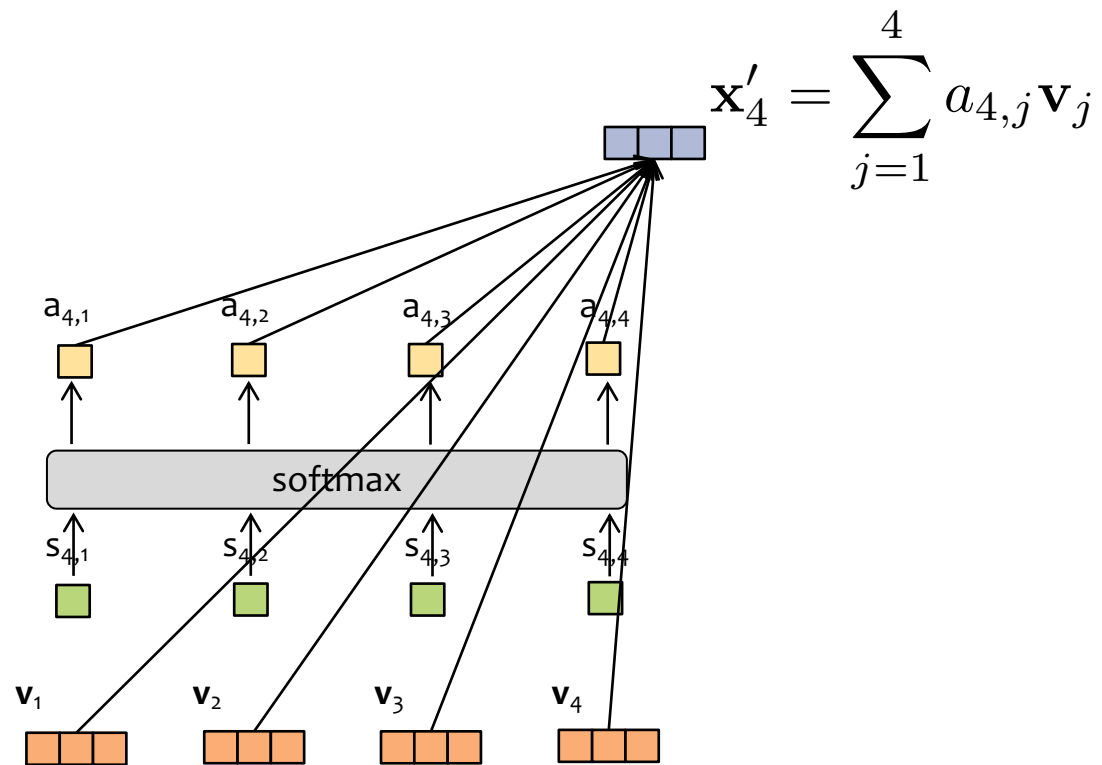 x′₄ = ∑⁴ⱼ₌₁ a₄,ⱼ vⱼ
a₄,₁ a₄,₂ a₄,₃ a₄,₄
softmax
s₄,₁ s₄,₂ s₄,₃ s₄,₄
v₁ v₂ v₃ v₄